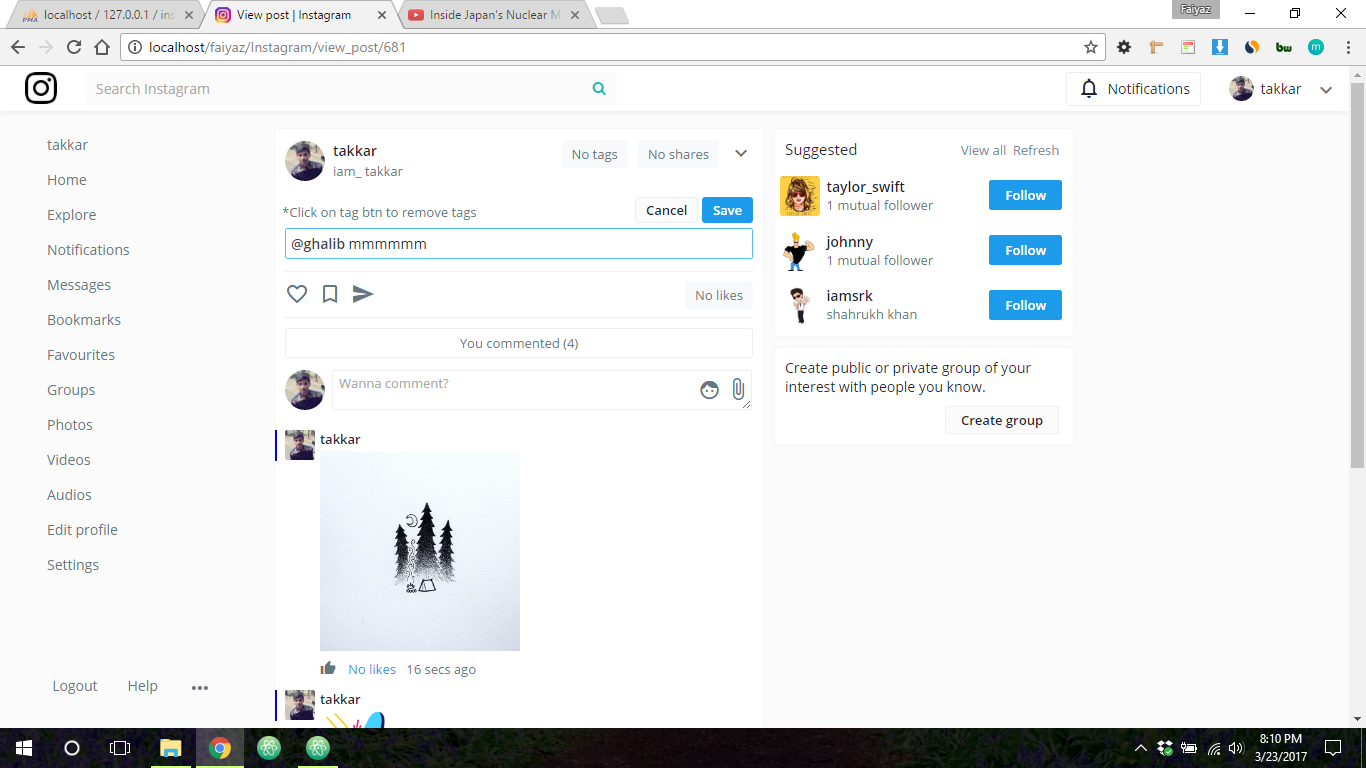 localhost / 127.0.0.1 / ins
View post | Instagram
Inside Japan's Nuclear M
Faiyaz
localhost/faiyaz/Instagram/view_post/681
Search Instagram
Notifications
takkar
takkar
Home
Explore
Notifications
Messages
Bookmarks
Favourites
Groups
Photos
Videos
Audios
Edit profile
Settings
Logout Help
takkar
iam_ takkar
No tags No shares
*Click on tag btn to remove tags
Cancel Save
@ghalib mmmmmm
No likes
You commented (4)
Wanna comment?
takkar
No likes 16 secs ago
takkar
Suggested View all Refresh
taylor_swift
1 mutual follower
Follow
johnny
1 mutual follower
Follow
iamsrk
shahrukh khan
Follow
Create public or private group of your
interest with people you know.
Create group
8:10 PM
3/23/2017